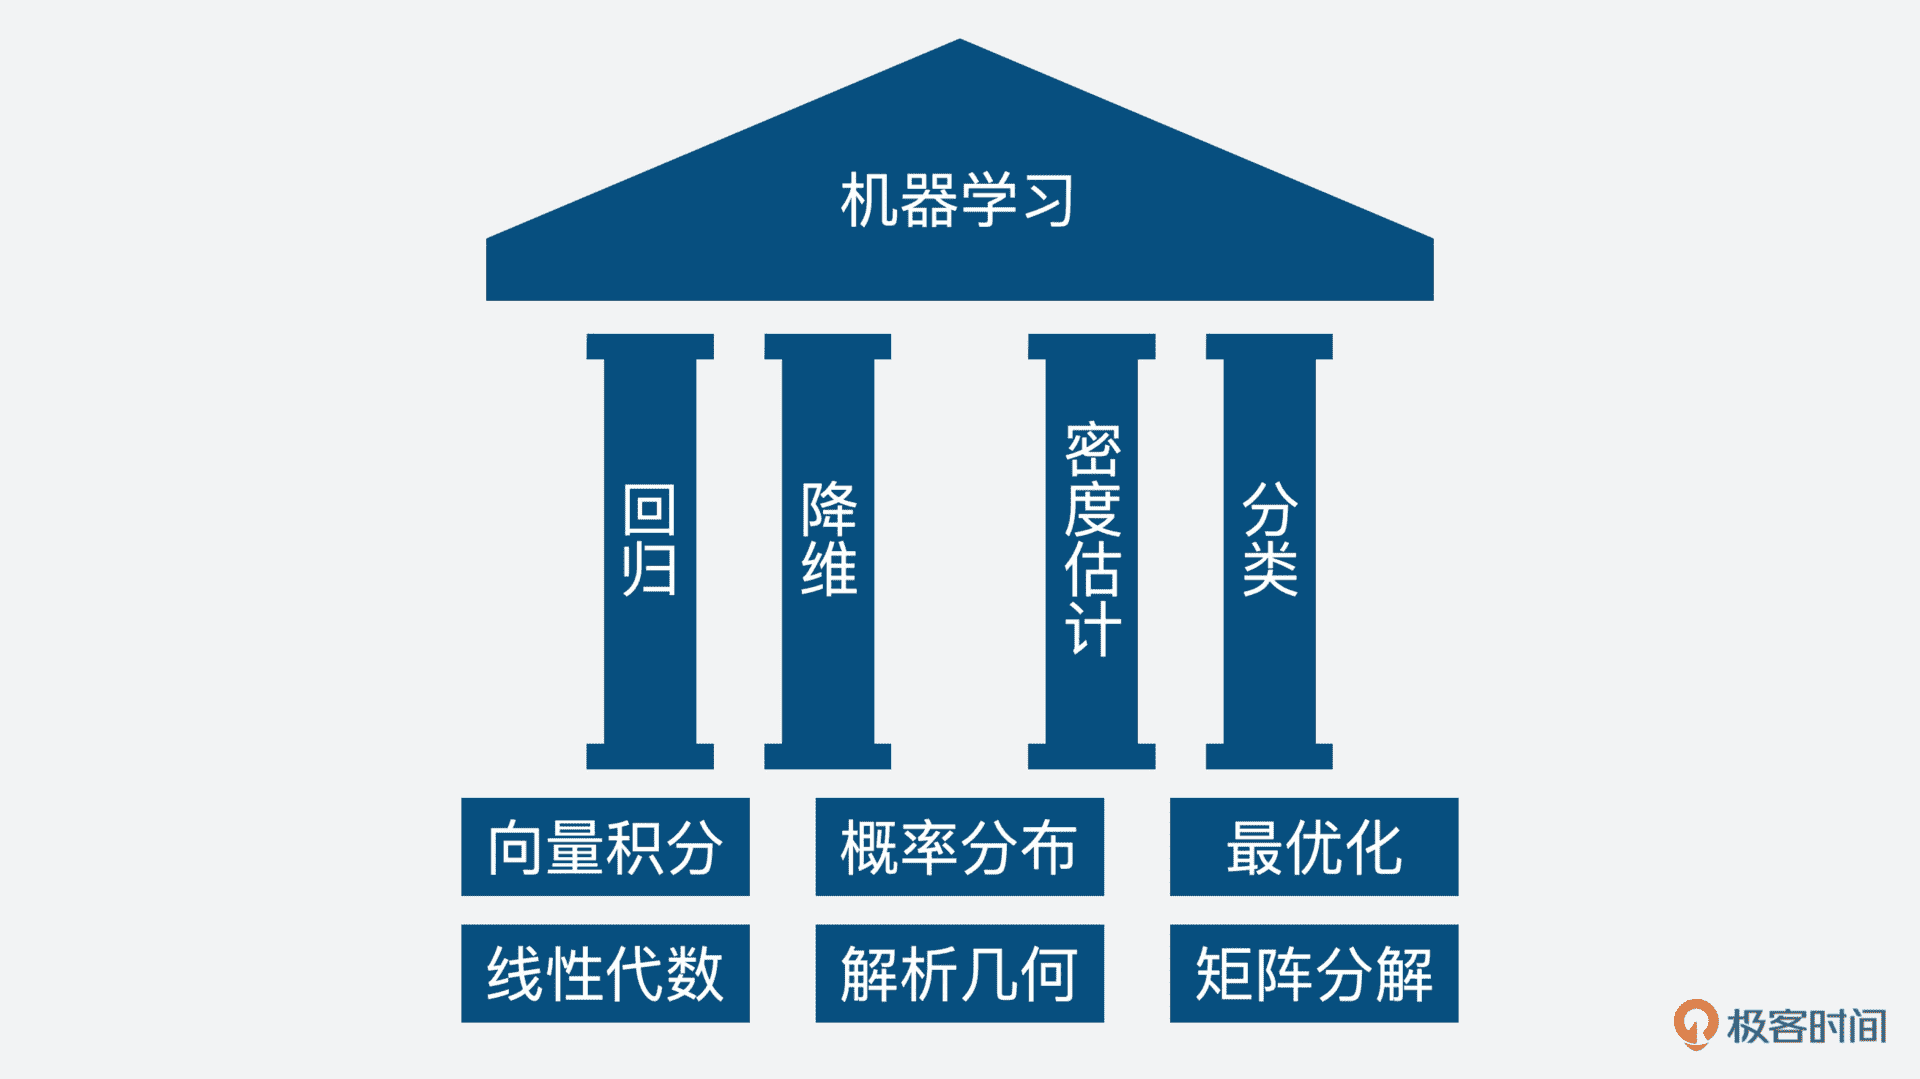 机器学习
回归
降维
密度估计
分类
向量积分
概率分布
最优化
线性代数
解析几何
矩阵分解
极客时间